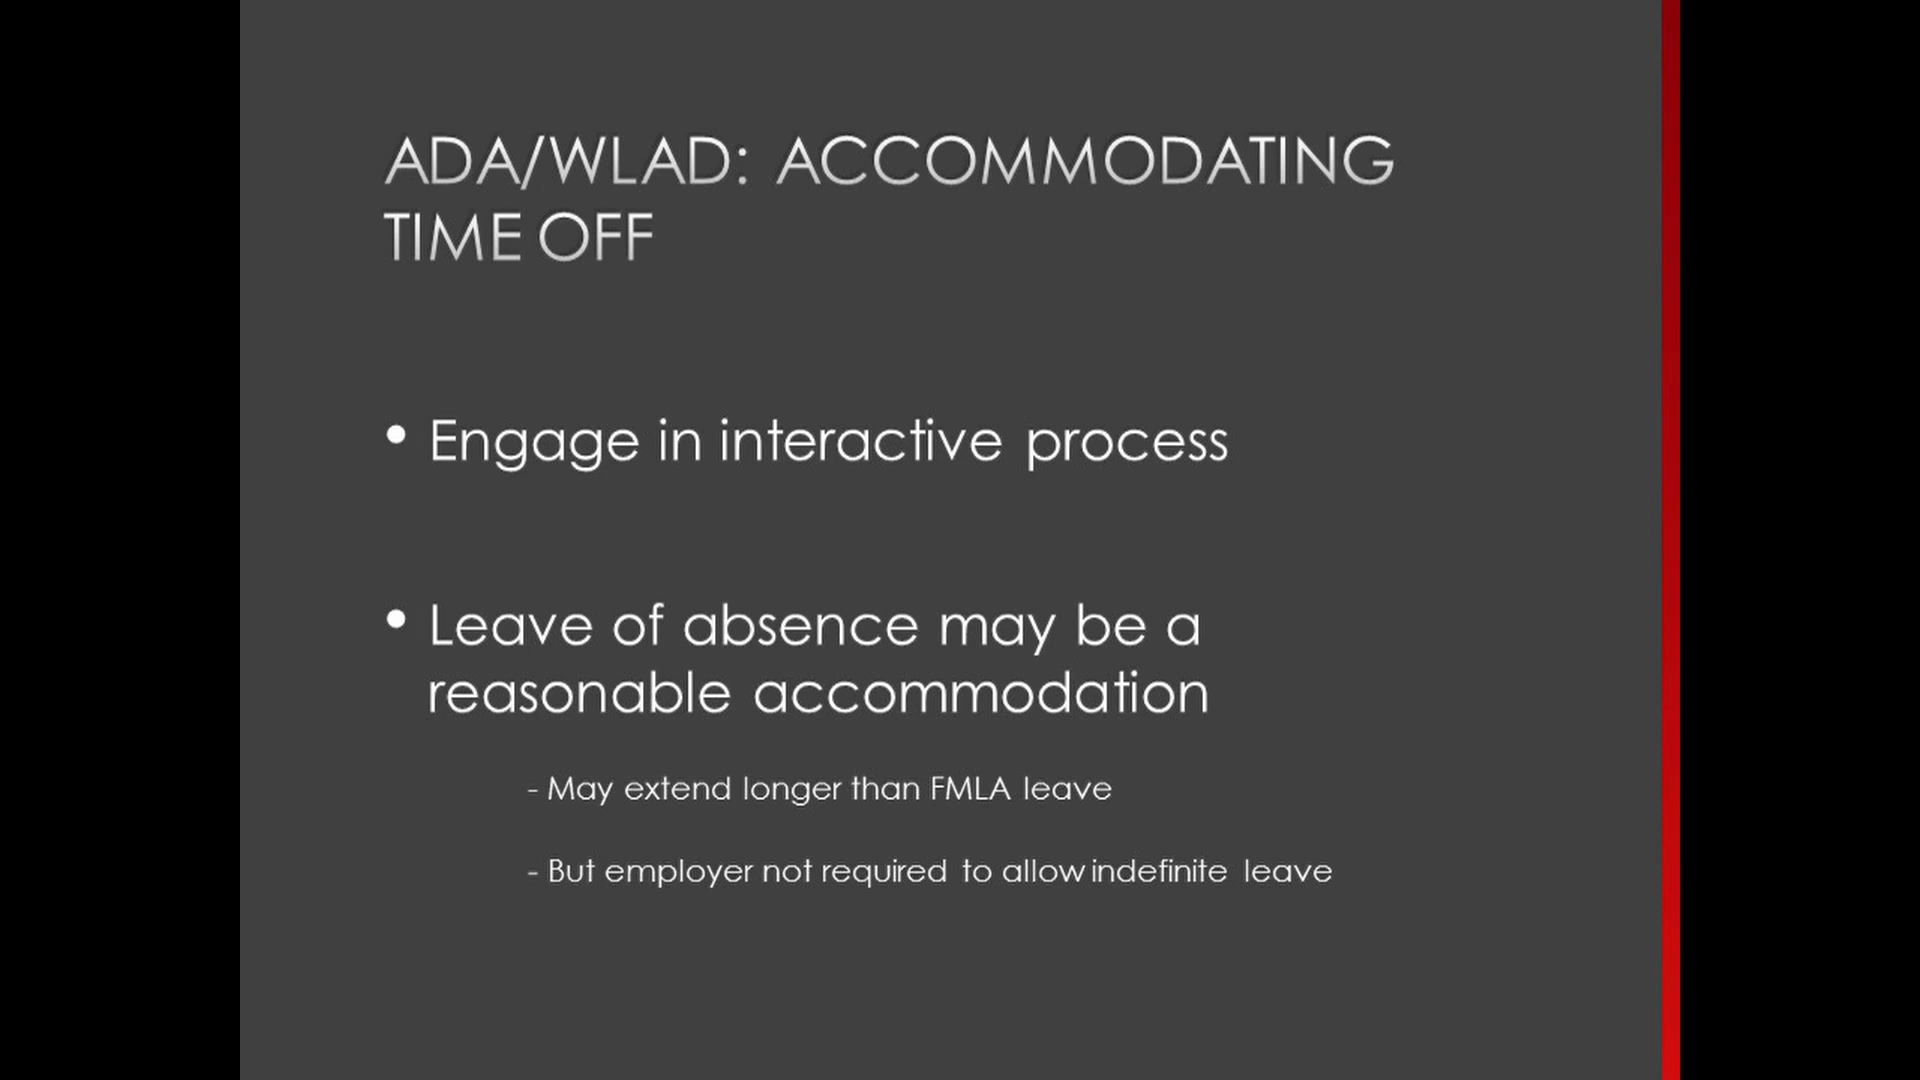 ADA/WLAD: ACCOMMODATING
TIME OFF
• Engage in interactive process
• Leave of absence may be a
reasonable accommodation
- May extend longer than FMLA leave
- But employer not required to allow indefinite leave